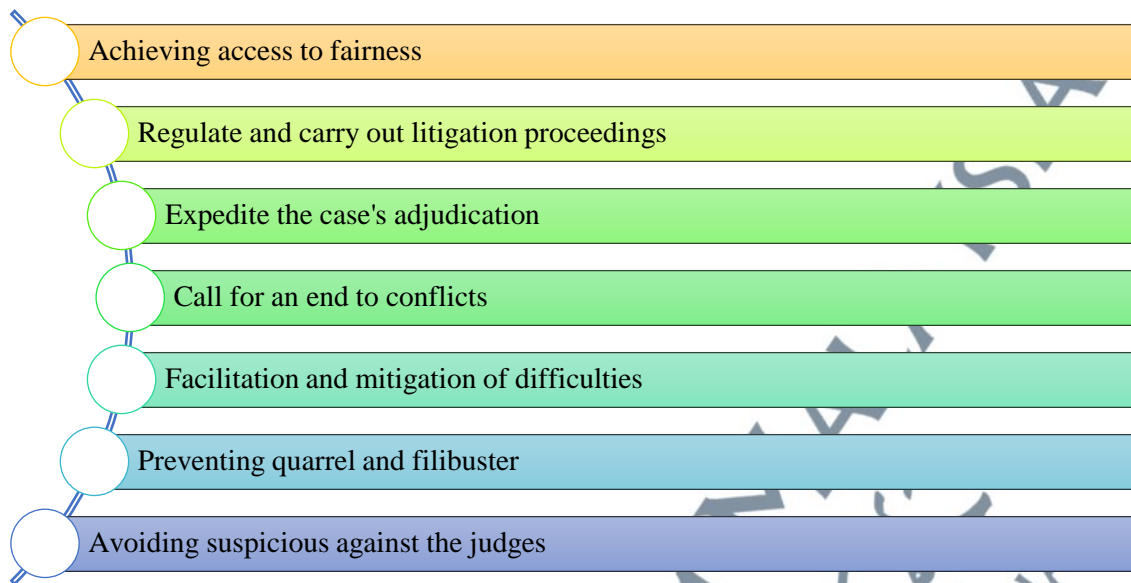 Achieving access to fairness
Regulate and carry out litigation proceedings
Expedite the case's adjudication
Call for an end to conflicts
Facilitation and mitigation of difficulties
Preventing quarrel and filibuster
Avoiding suspicious against the judges